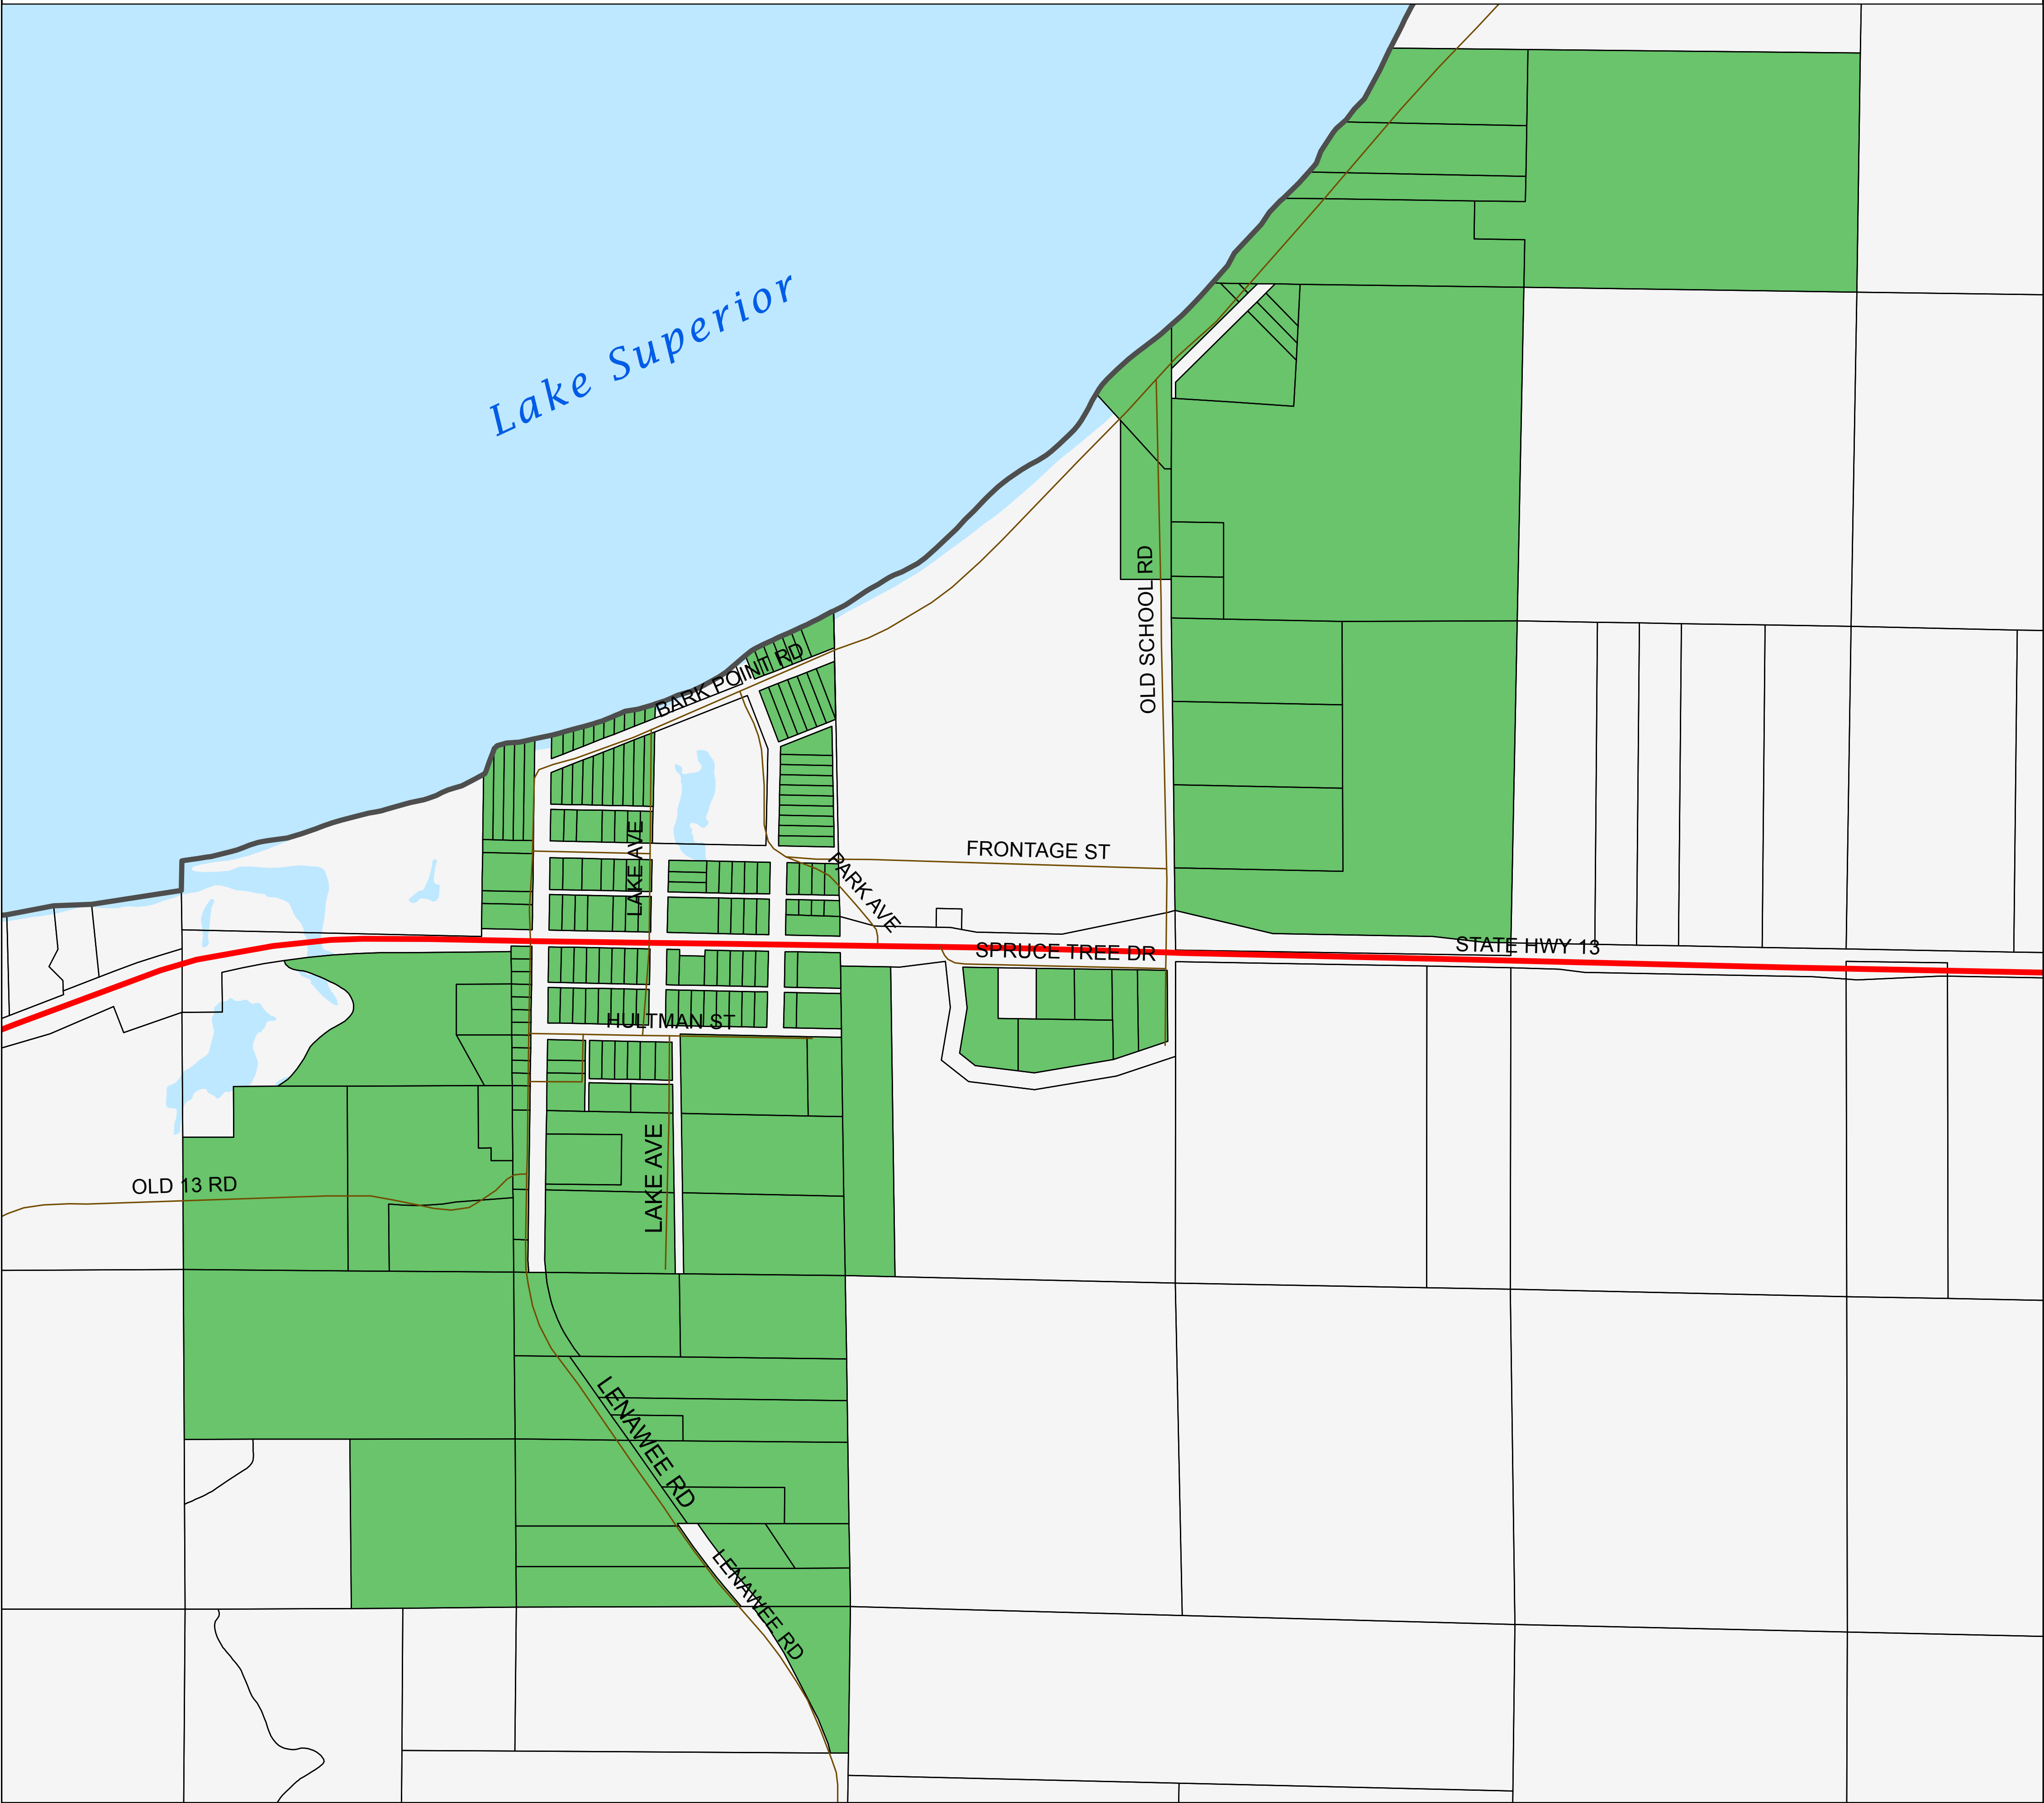 Lake Superior
BARK POINT RD
OLD SCHOOL RD
LAKE AVE
FRONTAGE ST
PARK AVE
STATE HWY 13
SPRUCE TREE DR
HULTMAN ST
LAKE AVE
OLD 13 RD
LENAWEE RD
LENAWEE RD